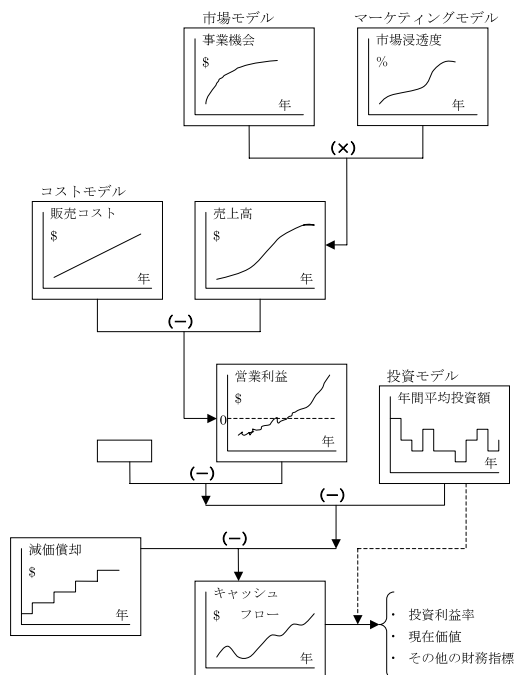 市場モデル
マーケティングモデル
事業機会
$
年
市場浸透度
%
年
(×)
コストモデル
販売コスト
$
年
売上高
$
年
(−)
営業利益
$
0
年
投資モデル
年間平均投資額
年
(−)
(−)
(−)
減価償却
$
年
キャッシュ
$ フロー
年
・ 投資利益率
・ 現在価値
・ その他の財務指標